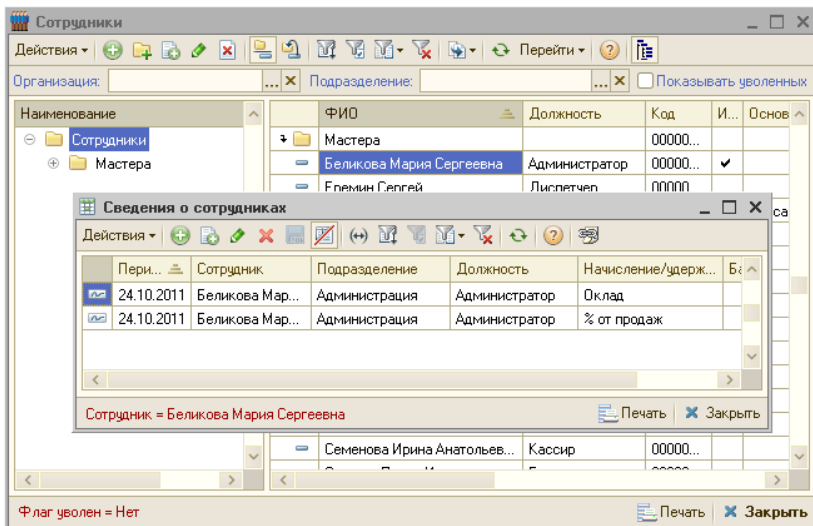 Сотрудники
Действия Перейти
Организация: ... Подразделение: ... Показывать уволенных
Наименование
Сотрудники
Мастера
ФИО Должность Код И... Основ
Мастера 00000...
Беликова Мария Сергеевна Администратор 00000...
Еремин Сергей Диспетчер 00000
са
Сведения о сотрудниках
Действия
Пери... Сотрудник Подразделение Должность Начисление/удерж... Ба
24.10.2011 Беликова Мар... Администрация Администратор Оклад
24.10.2011 Беликова Мар... Администрация Администратор % от продаж
Сотрудник = Беликова Мария Сергеевна Печать Закрыть
Семенова Ирина Анатольев... Кассир 00000...
Флаг уволен = Нет Печать Закрыть